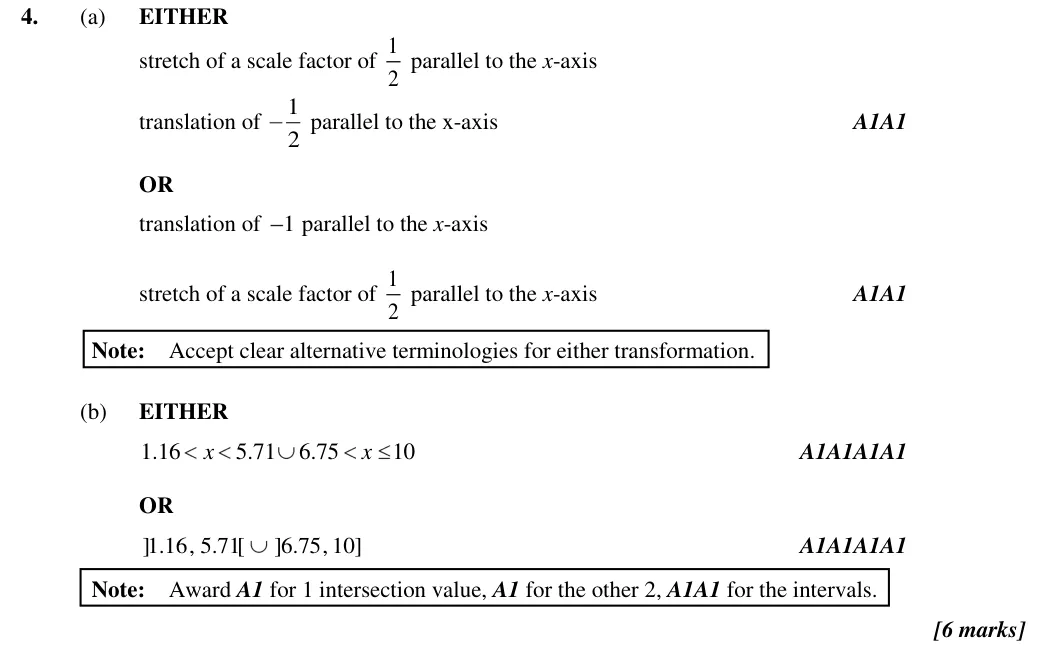 4. (a) EITHER
stretch of a scale factor of 1/2 parallel to the x-axis
translation of −1/2 parallel to the x-axis A1A1
OR
translation of −1 parallel to the x-axis
stretch of a scale factor of 1/2 parallel to the x-axis A1A1
Note: Accept clear alternative terminologies for either transformation.
(b) EITHER
1.16 < x < 5.71 ∪ 6.75 < x ≤ 10 A1A1A1A1
OR
]1.16, 5.71[ ∪ ]6.75, 10] A1A1A1A1
Note: Award A1 for 1 intersection value, A1 for the other 2, A1A1 for the intervals.
[6 marks]